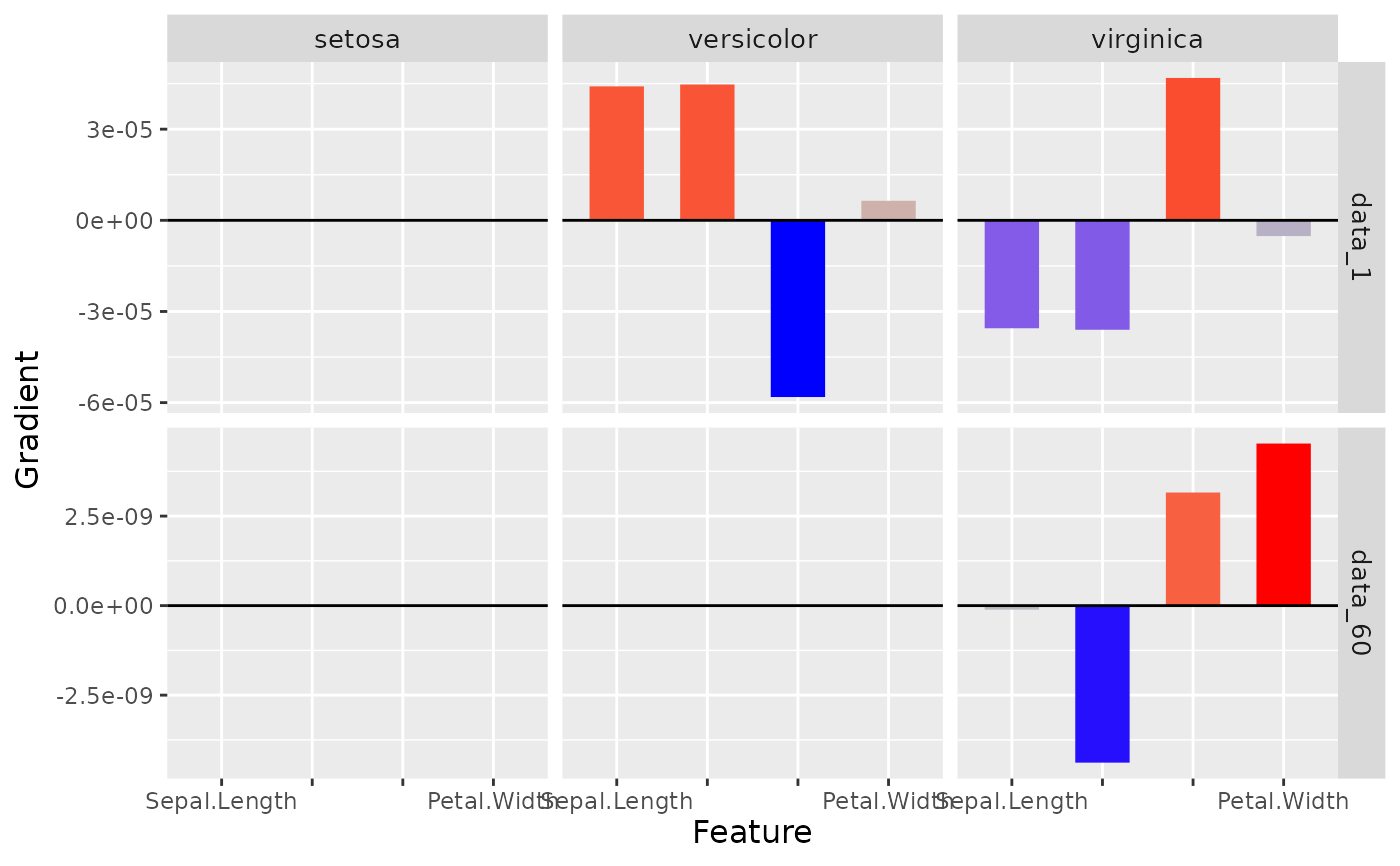 setosa
versicolor
virginica
3e-05
0e+00
-3e-05
-6e-05
data_1
Gradient
2.5e-09
0.0e+00
-2.5e-09
data_60
Sepal.Length Petal.Width Sepal.Length Petal.Width Sepal.Length Petal.Width
Feature